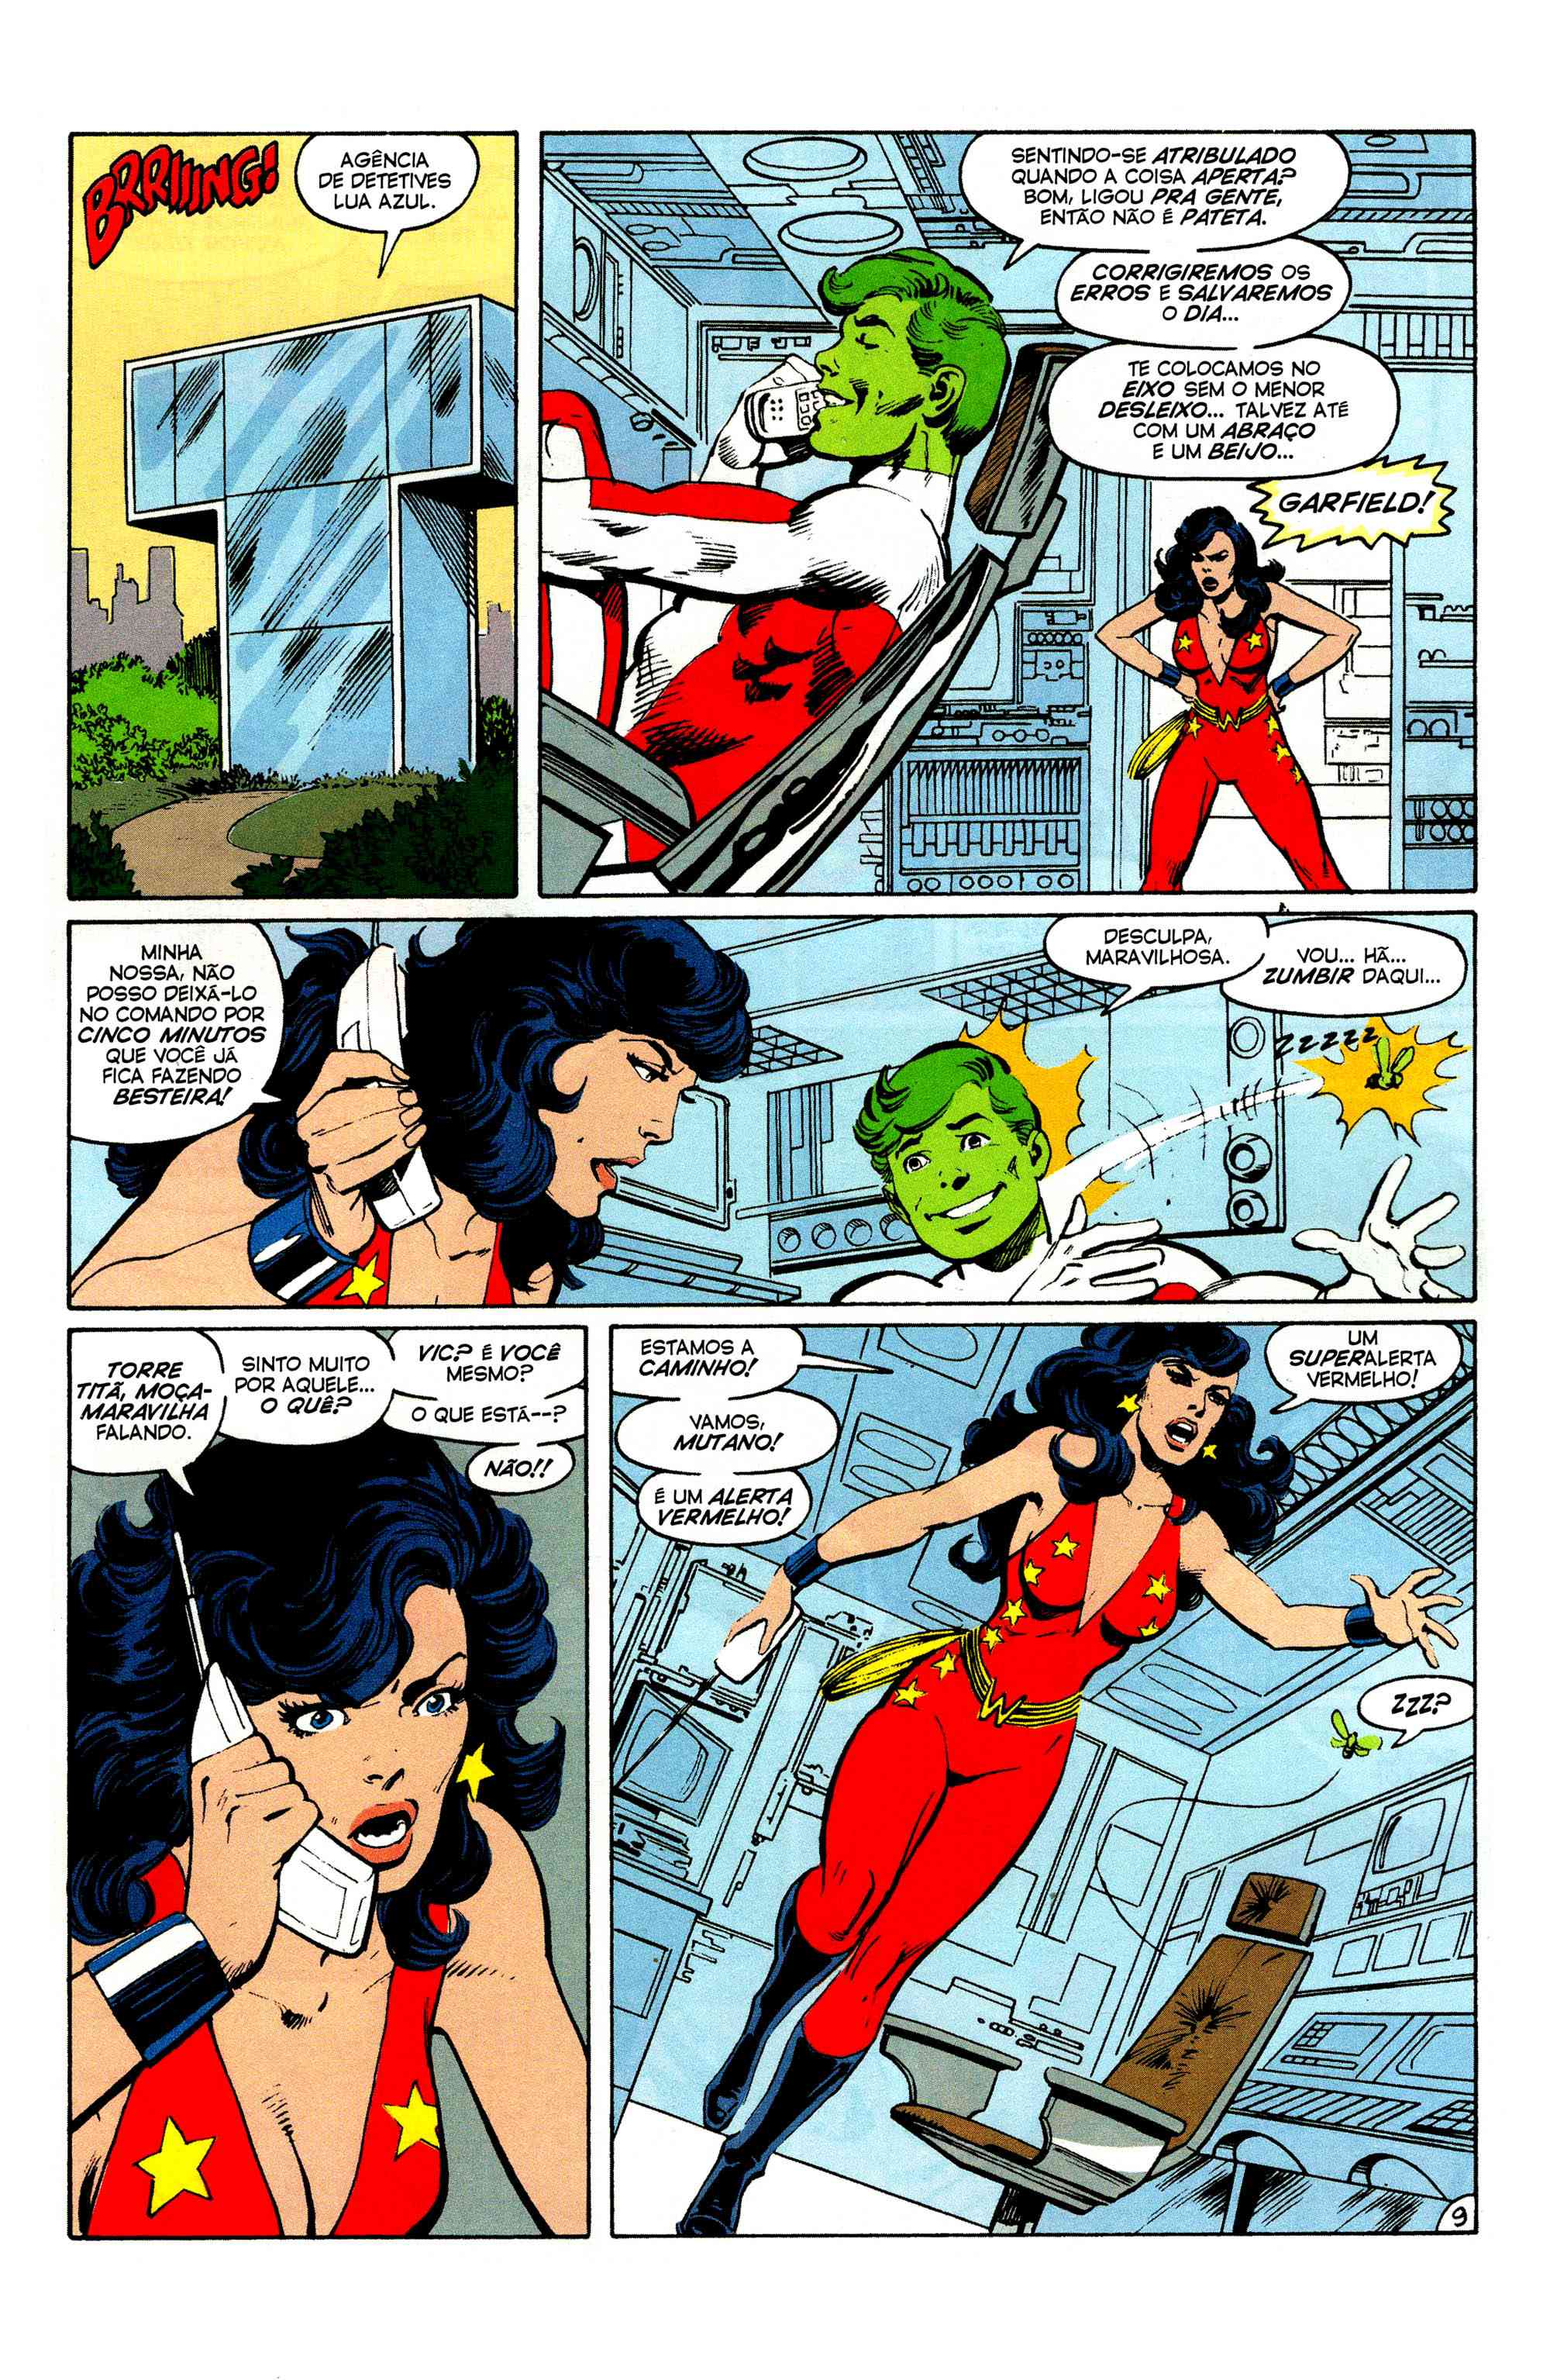 BRRIIING!
AGÊNCIA
DE DETETIVES
LUA AZUL.
SENTINDO-SE ATRIBULADO
QUANDO A COISA APERTA?
BOM, LIGOU PRA GENTE,
ENTÃO NÃO É PATETA.
CORRIGIREMOS OS
ERROS E SALVAREMOS
O DIA...
TE COLOCAMOS NO
EIXO SEM O MENOR
DESLEIXO... TALVEZ ATÉ
COM UM ABRAÇO
E UM BEIJO...
GARFIELD!
MINHA
NOSSA, NÃO
POSSO DEIXÁ-LO
NO COMANDO POR
CINCO MINUTOS
QUE VOCÊ JÁ
FICA FAZENDO
BESTEIRA!
DESCULPA,
MARAVILHOSA.
VOU... HÃ...
ZUMBIR DAQUI...
ZZZZZ
TORRE
TITÃ, MOÇA-
MARAVILHA
FALANDO.
SINTO MUITO
POR AQUELE...
O QUÊ?
VIC? É VOCÊ
MESMO?
O QUE ESTÁ--?
NÃO!!
ESTAMOS A
CAMINHO!
VAMOS,
MUTANO!
É UM ALERTA
VERMELHO!
UM
SUPERALERTA
VERMELHO!
ZZZ?
9